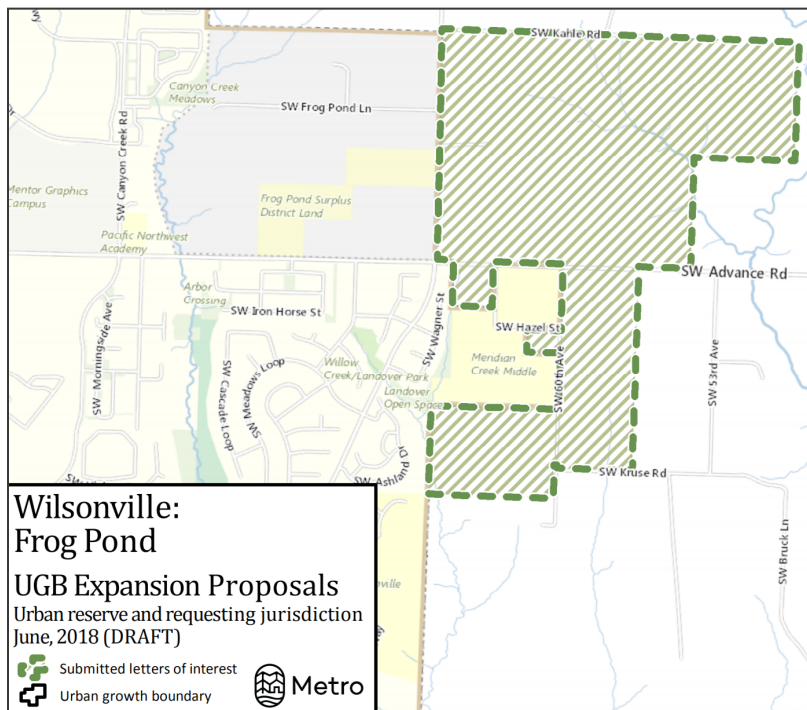 SW Kahle Rd
Canyon Creek
Meadows
SW Frog Pond Ln
SW Canyon Creek Rd
Mentor Graphics
Campus
Frog Pond Surplus
District Land
Pacific Northwest
Academy
SW Advance Rd
Arbor
Crossing
SW Iron Horse St
SW Wagner St
SW Hazel St
SW Morningside Ave
SW Meadows Loop
SW Cascade Loop
Willow
Creek/Landover Park
Landover
Open Space
Meridian
Creek Middle
SW 60th Ave
SW 53rd Ave
SW Ashland Dr
SW Kruse Rd
SW Bruck Ln
Wilsonville:
Frog Pond
UGB Expansion Proposals
Urban reserve and requesting jurisdiction
June, 2018 (DRAFT)
Submitted letters of interest
Urban growth boundary
Metro